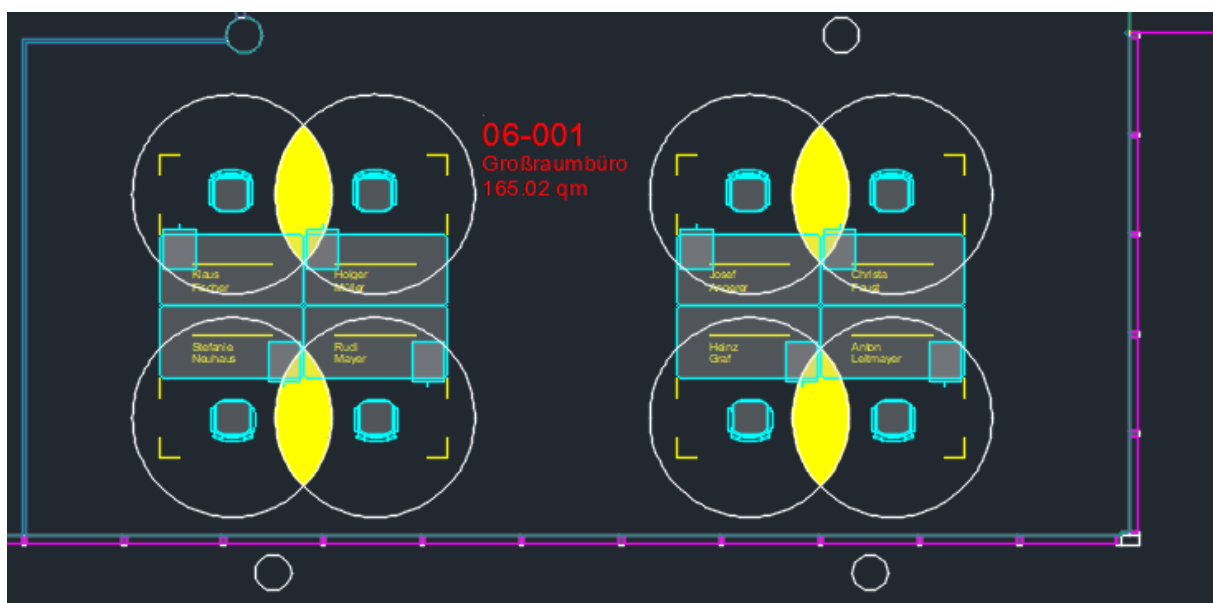 06-001
Großraumbüro
165.02 qm
Klaus
Fischer
Holger
Müller
Josef
Angerer
Christa
Faust
Stefanie
Neuhaus
Rudi
Mayer
Heinz
Graf
Anton
Leitmayer